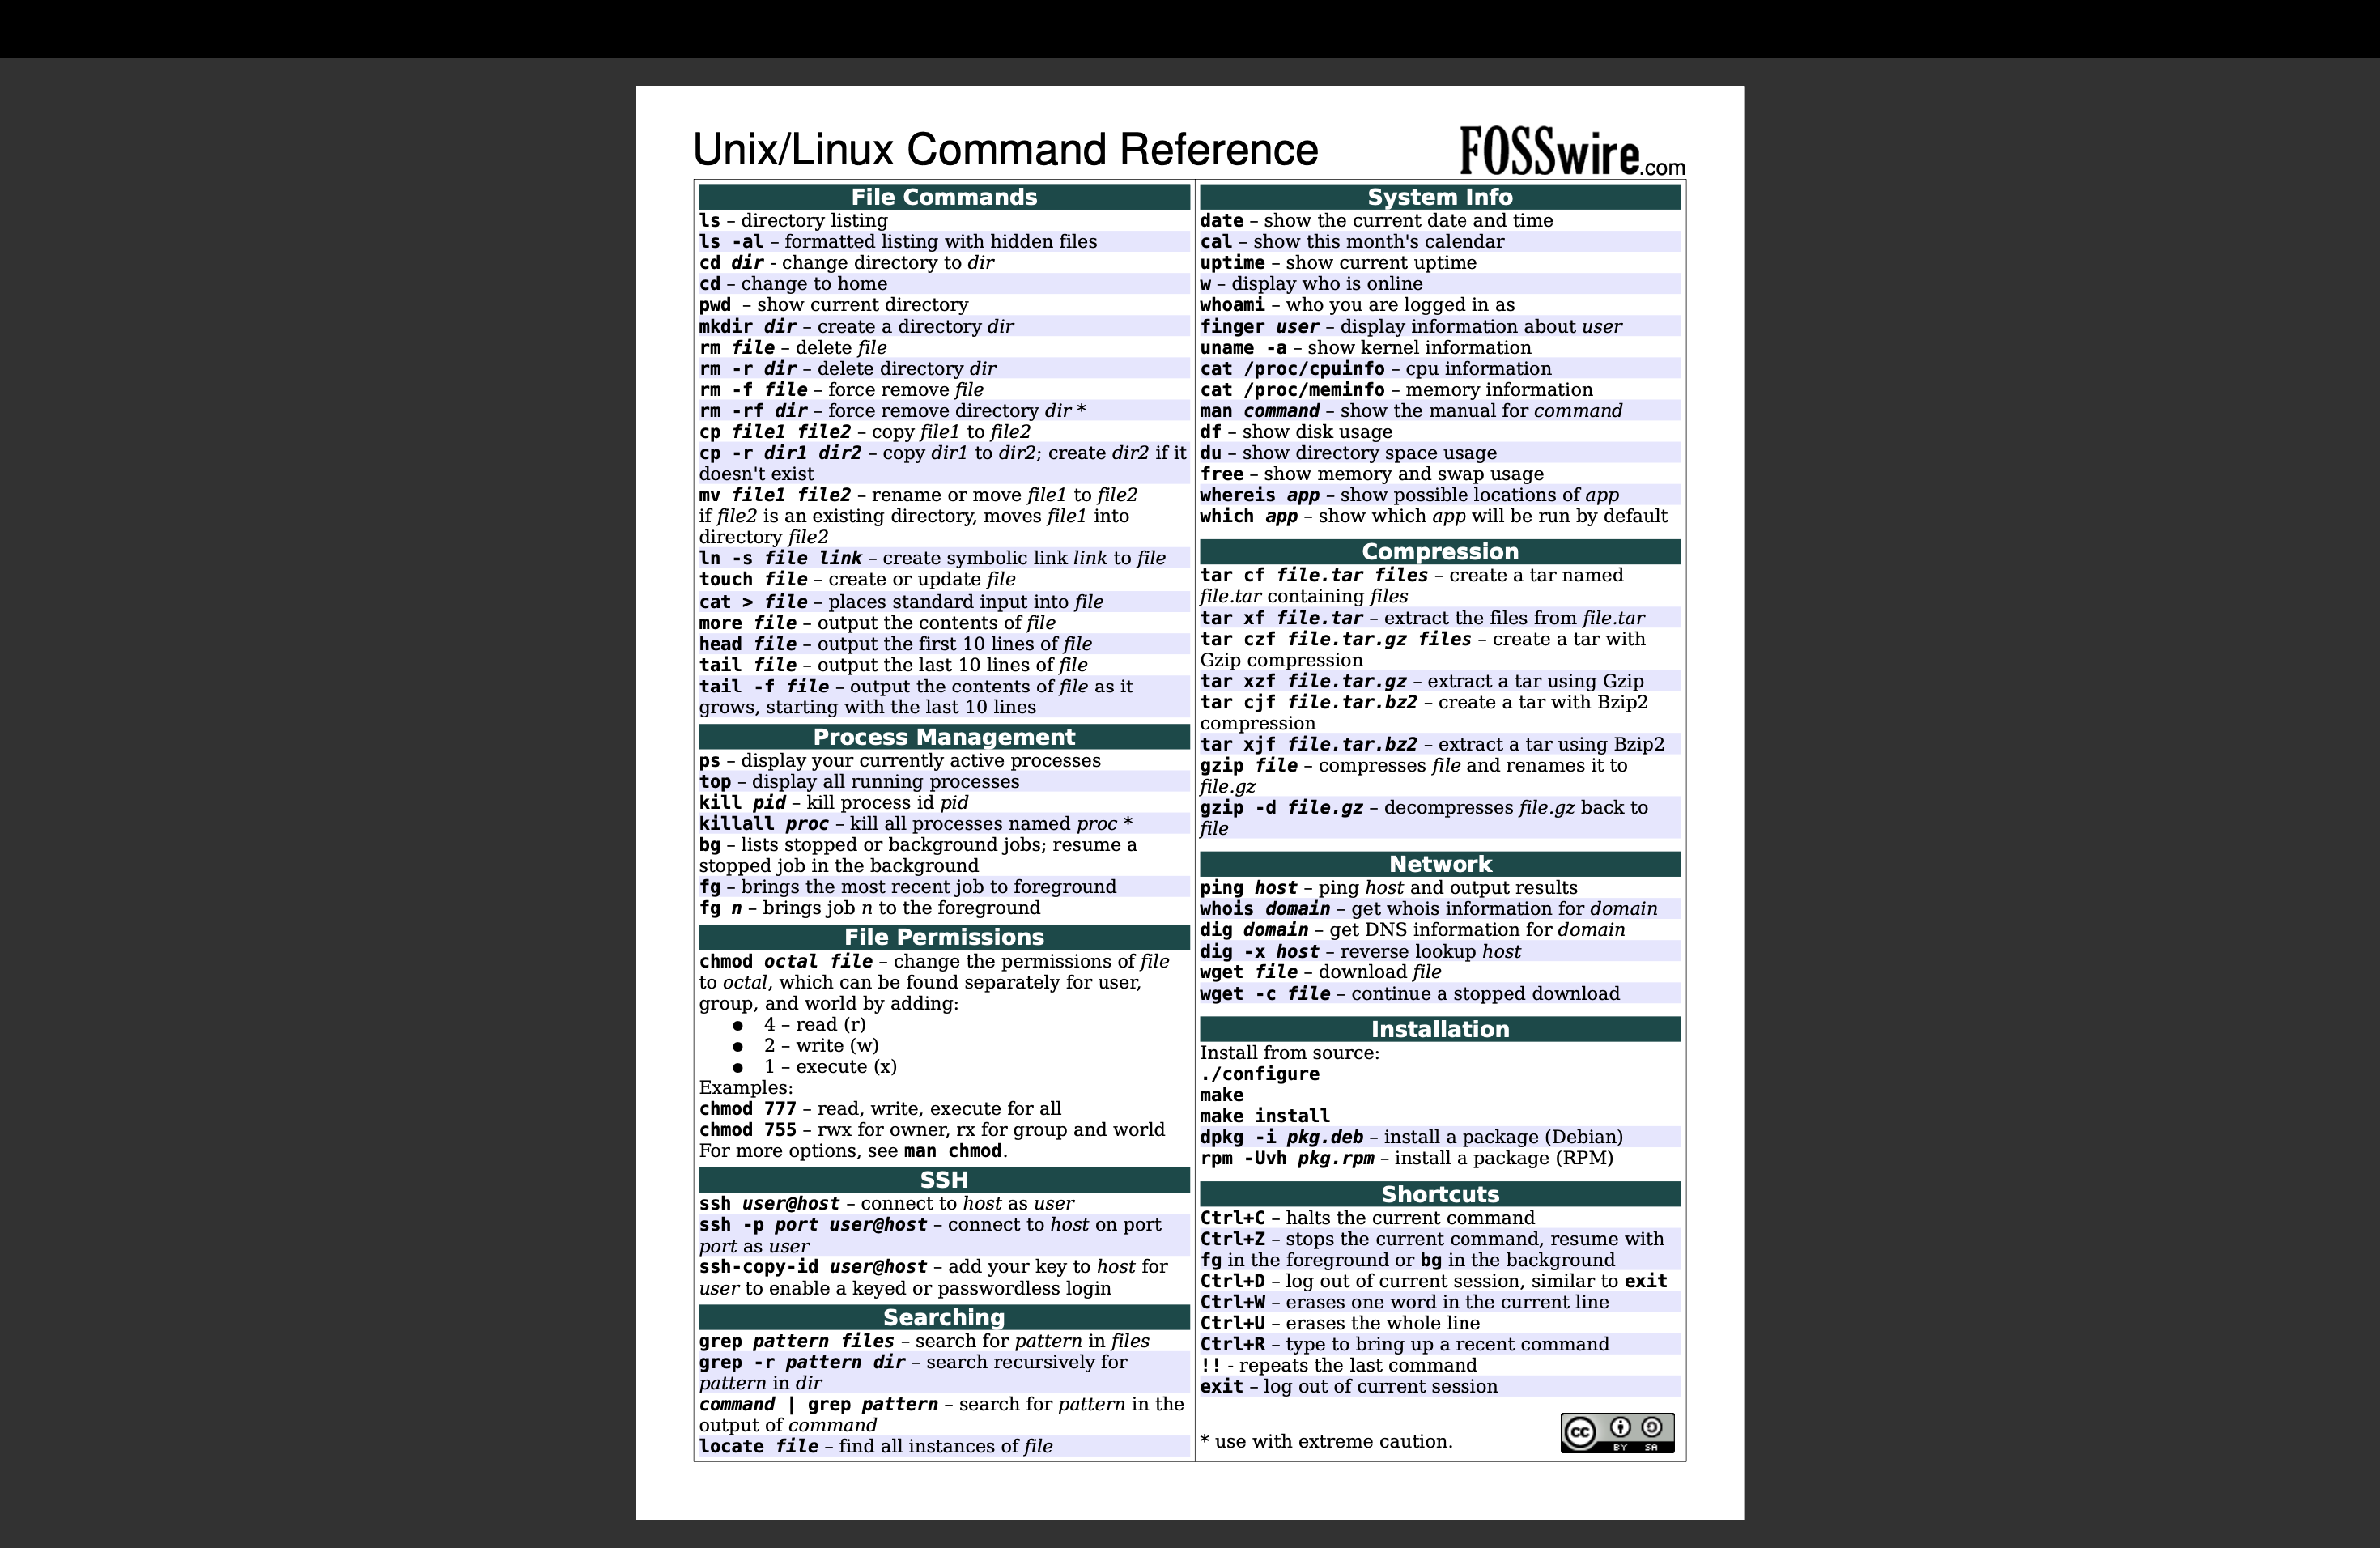 Unix/Linux Command Reference
FOSSwire.com
File Commands
ls – directory listing
ls -al – formatted listing with hidden files
cd dir - change directory to dir
cd – change to home
pwd – show current directory
mkdir dir – create a directory dir
rm file – delete file
rm -r dir – delete directory dir
rm -f file – force remove file
rm -rf dir – force remove directory dir *
cp file1 file2 – copy file1 to file2
cp -r dir1 dir2 – copy dir1 to dir2; create dir2 if it
doesn't exist
mv file1 file2 – rename or move file1 to file2
if file2 is an existing directory, moves file1 into
directory file2
ln -s file link – create symbolic link link to file
touch file – create or update file
cat > file – places standard input into file
more file – output the contents of file
head file – output the first 10 lines of file
tail file – output the last 10 lines of file
tail -f file – output the contents of file as it
grows, starting with the last 10 lines
Process Management
ps – display your currently active processes
top – display all running processes
kill pid – kill process id pid
killall proc – kill all processes named proc *
bg – lists stopped or background jobs; resume a
stopped job in the background
fg – brings the most recent job to foreground
fg n – brings job n to the foreground
File Permissions
chmod octal file – change the permissions of file
to octal, which can be found separately for user,
group, and world by adding:
● 4 – read (r)
● 2 – write (w)
● 1 – execute (x)
Examples:
chmod 777 – read, write, execute for all
chmod 755 – rwx for owner, rx for group and world
For more options, see man chmod.
SSH
ssh user@host – connect to host as user
ssh -p port user@host – connect to host on port
port as user
ssh-copy-id user@host – add your key to host for
user to enable a keyed or passwordless login
Searching
grep pattern files – search for pattern in files
grep -r pattern dir – search recursively for
pattern in dir
command | grep pattern – search for pattern in the
output of command
locate file – find all instances of file
System Info
date – show the current date and time
cal – show this month's calendar
uptime – show current uptime
w – display who is online
whoami – who you are logged in as
finger user – display information about user
uname -a – show kernel information
cat /proc/cpuinfo – cpu information
cat /proc/meminfo – memory information
man command – show the manual for command
df – show disk usage
du – show directory space usage
free – show memory and swap usage
whereis app – show possible locations of app
which app – show which app will be run by default
Compression
tar cf file.tar files – create a tar named
file.tar containing files
tar xf file.tar – extract the files from file.tar
tar czf file.tar.gz files – create a tar with
Gzip compression
tar xzf file.tar.gz – extract a tar using Gzip
tar cjf file.tar.bz2 – create a tar with Bzip2
compression
tar xjf file.tar.bz2 – extract a tar using Bzip2
gzip file – compresses file and renames it to
file.gz
gzip -d file.gz – decompresses file.gz back to
file
Network
ping host – ping host and output results
whois domain – get whois information for domain
dig domain – get DNS information for domain
dig -x host – reverse lookup host
wget file – download file
wget -c file – continue a stopped download
Installation
Install from source:
./configure
make
make install
dpkg -i pkg.deb – install a package (Debian)
rpm -Uvh pkg.rpm – install a package (RPM)
Shortcuts
Ctrl+C – halts the current command
Ctrl+Z – stops the current command, resume with
fg in the foreground or bg in the background
Ctrl+D – log out of current session, similar to exit
Ctrl+W – erases one word in the current line
Ctrl+U – erases the whole line
Ctrl+R – type to bring up a recent command
!! - repeats the last command
exit – log out of current session
* use with extreme caution.
cc BY SA